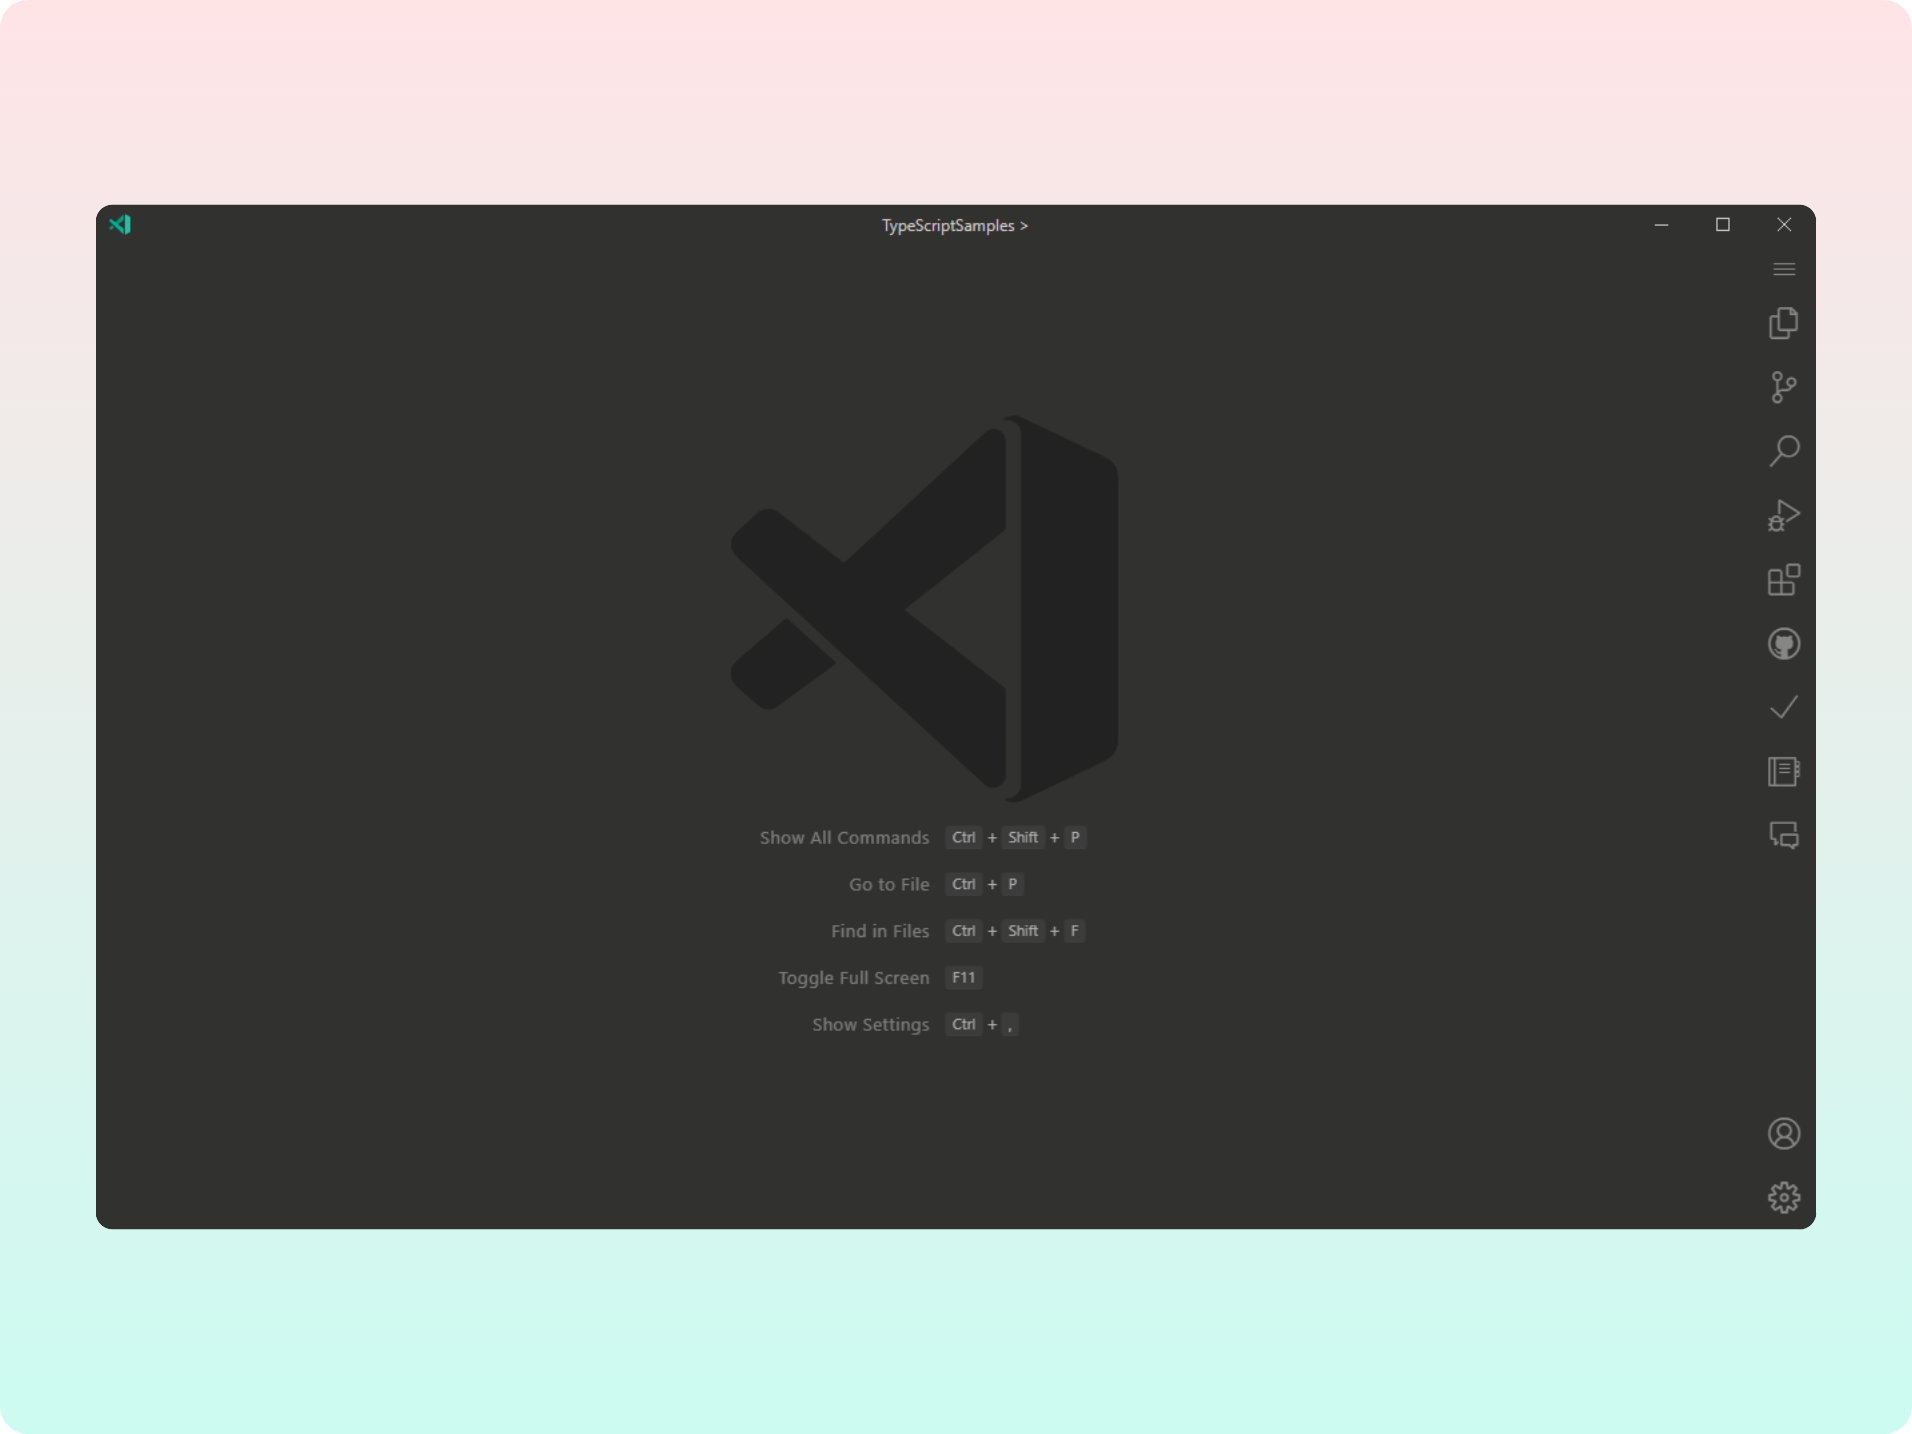 TypeScriptSamples >
Show All Commands Ctrl + Shift + P
Go to File Ctrl + P
Find in Files Ctrl + Shift + F
Toggle Full Screen F11
Show Settings Ctrl + ,